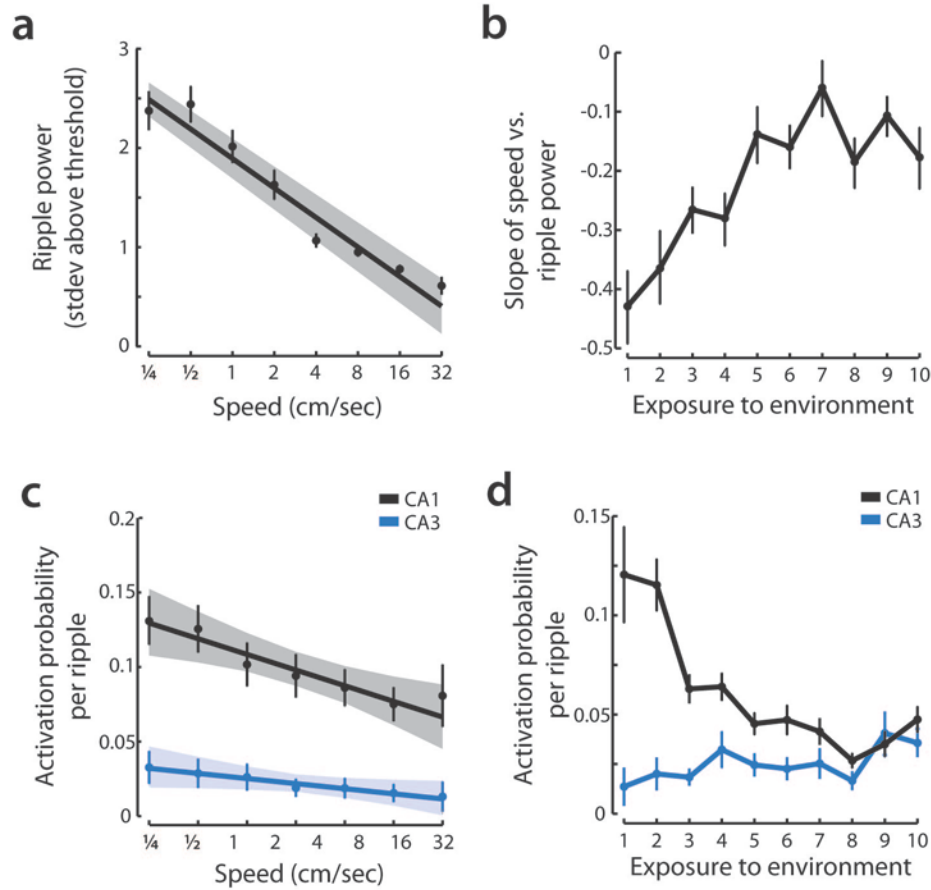 a
Ripple power
(stdev above threshold)
3
2
1
0
¼ ½ 1 2 4 8 16 32
Speed (cm/sec)
b
Slope of speed vs.
ripple power
0
-0.1
-0.2
-0.3
-0.4
-0.5
1 2 3 4 5 6 7 8 9 10
Exposure to environment
c
CA1
CA3
Activation probability
per ripple
0.2
0.15
0.1
0.05
0
¼ ½ 1 2 4 8 16 32
Speed (cm/sec)
d
CA1
CA3
Activation probability
per ripple
0.15
0.1
0.05
0
1 2 3 4 5 6 7 8 9 10
Exposure to environment